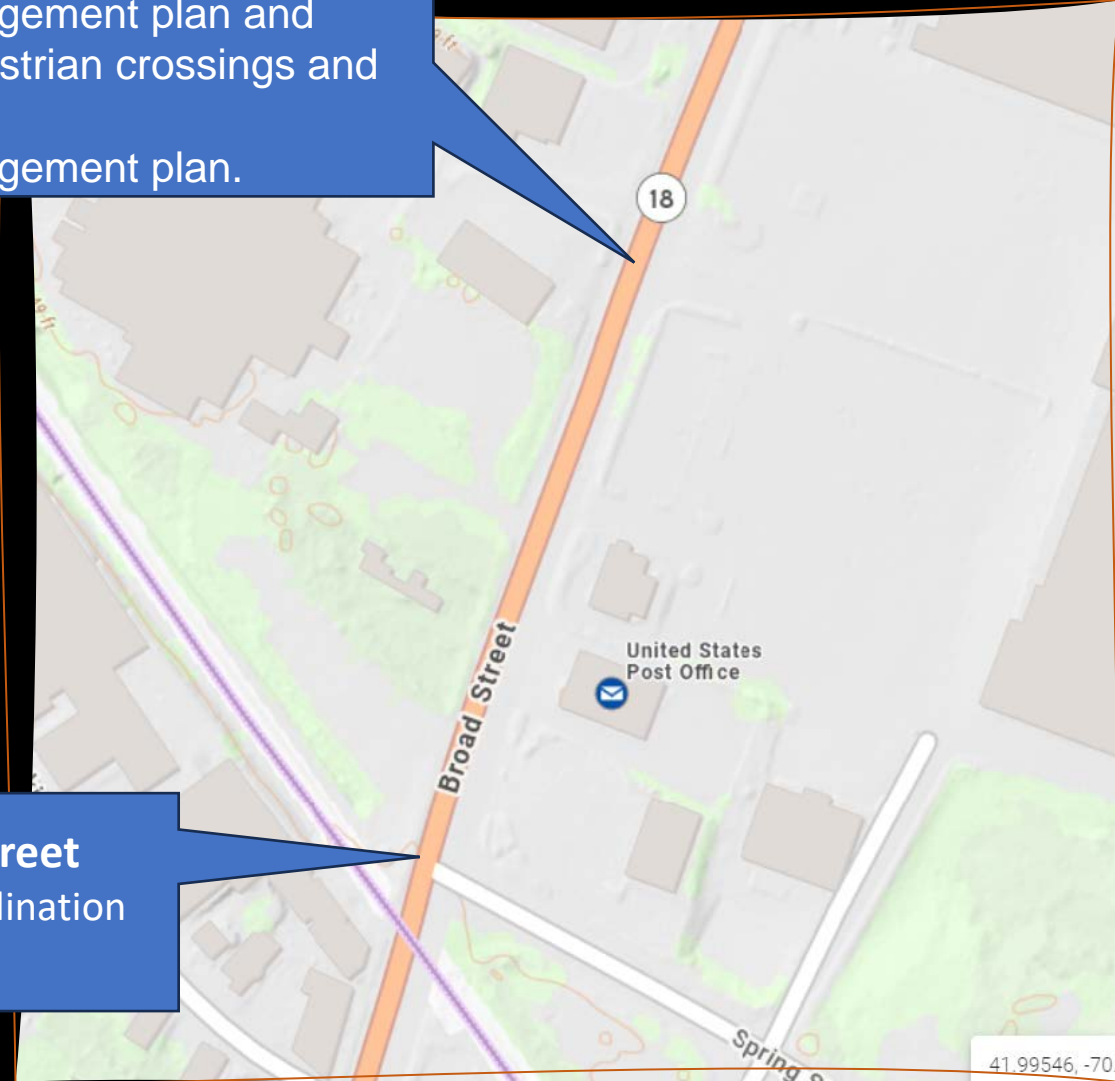 gement plan and
strian crossings and
gement plan.
18
United States
Post Office
Broad Street
reet
lination
Spring S
41.99546, -70